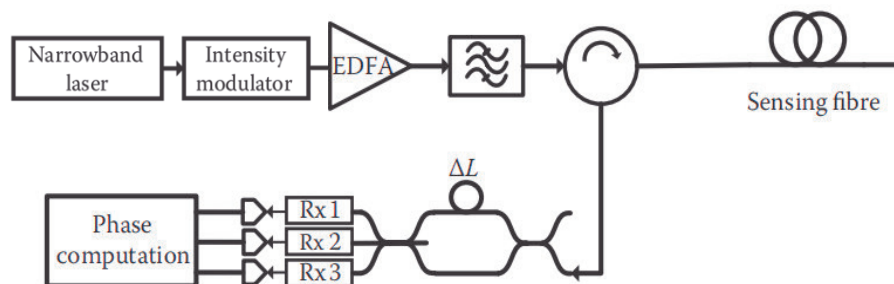 Narrowband
laser
Intensity
modulator
EDFA
Sensing fibre
ΔL
Phase
computation
Rx 1
Rx 2
Rx 3